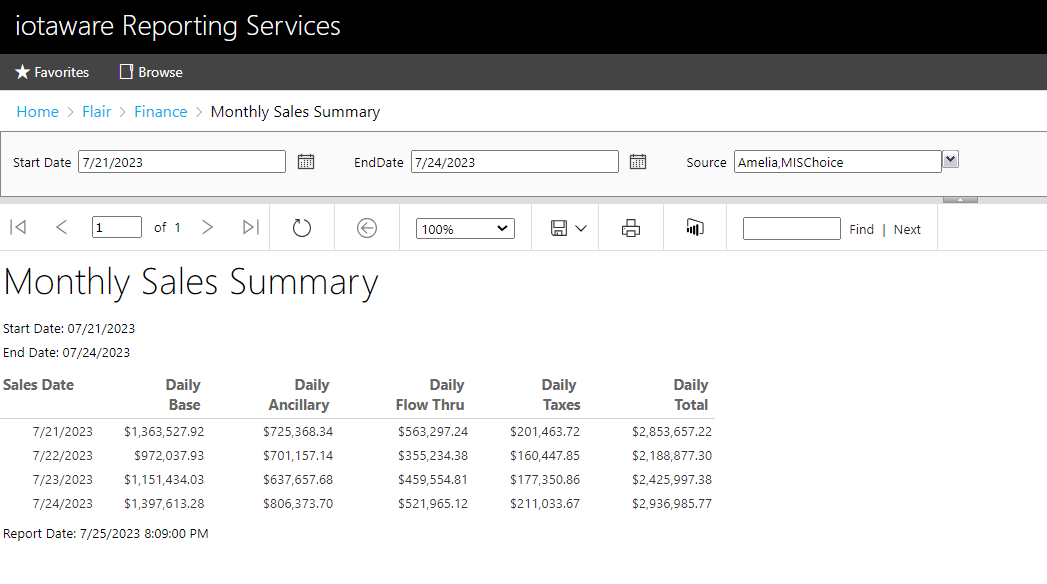 iotaware Reporting Services
Favorites Browse
Home > Flair > Finance > Monthly Sales Summary
Start Date 7/21/2023 EndDate 7/24/2023 Source Amelia,MISChoice
1 of 1 100% Find | Next
Monthly Sales Summary
Start Date: 07/21/2023
End Date: 07/24/2023
Sales Date Daily Daily Daily Daily Daily
Base Ancillary Flow Thru Taxes Total
7/21/2023 $1,363,527.92 $725,368.34 $563,297.24 $201,463.72 $2,853,657.22
7/22/2023 $972,037.93 $701,157.14 $355,234.38 $160,447.85 $2,188,877.30
7/23/2023 $1,151,434.03 $637,657.68 $459,554.81 $177,350.86 $2,425,997.38
7/24/2023 $1,397,613.28 $806,373.70 $521,965.12 $211,033.67 $2,936,985.77
Report Date: 7/25/2023 8:09:00 PM